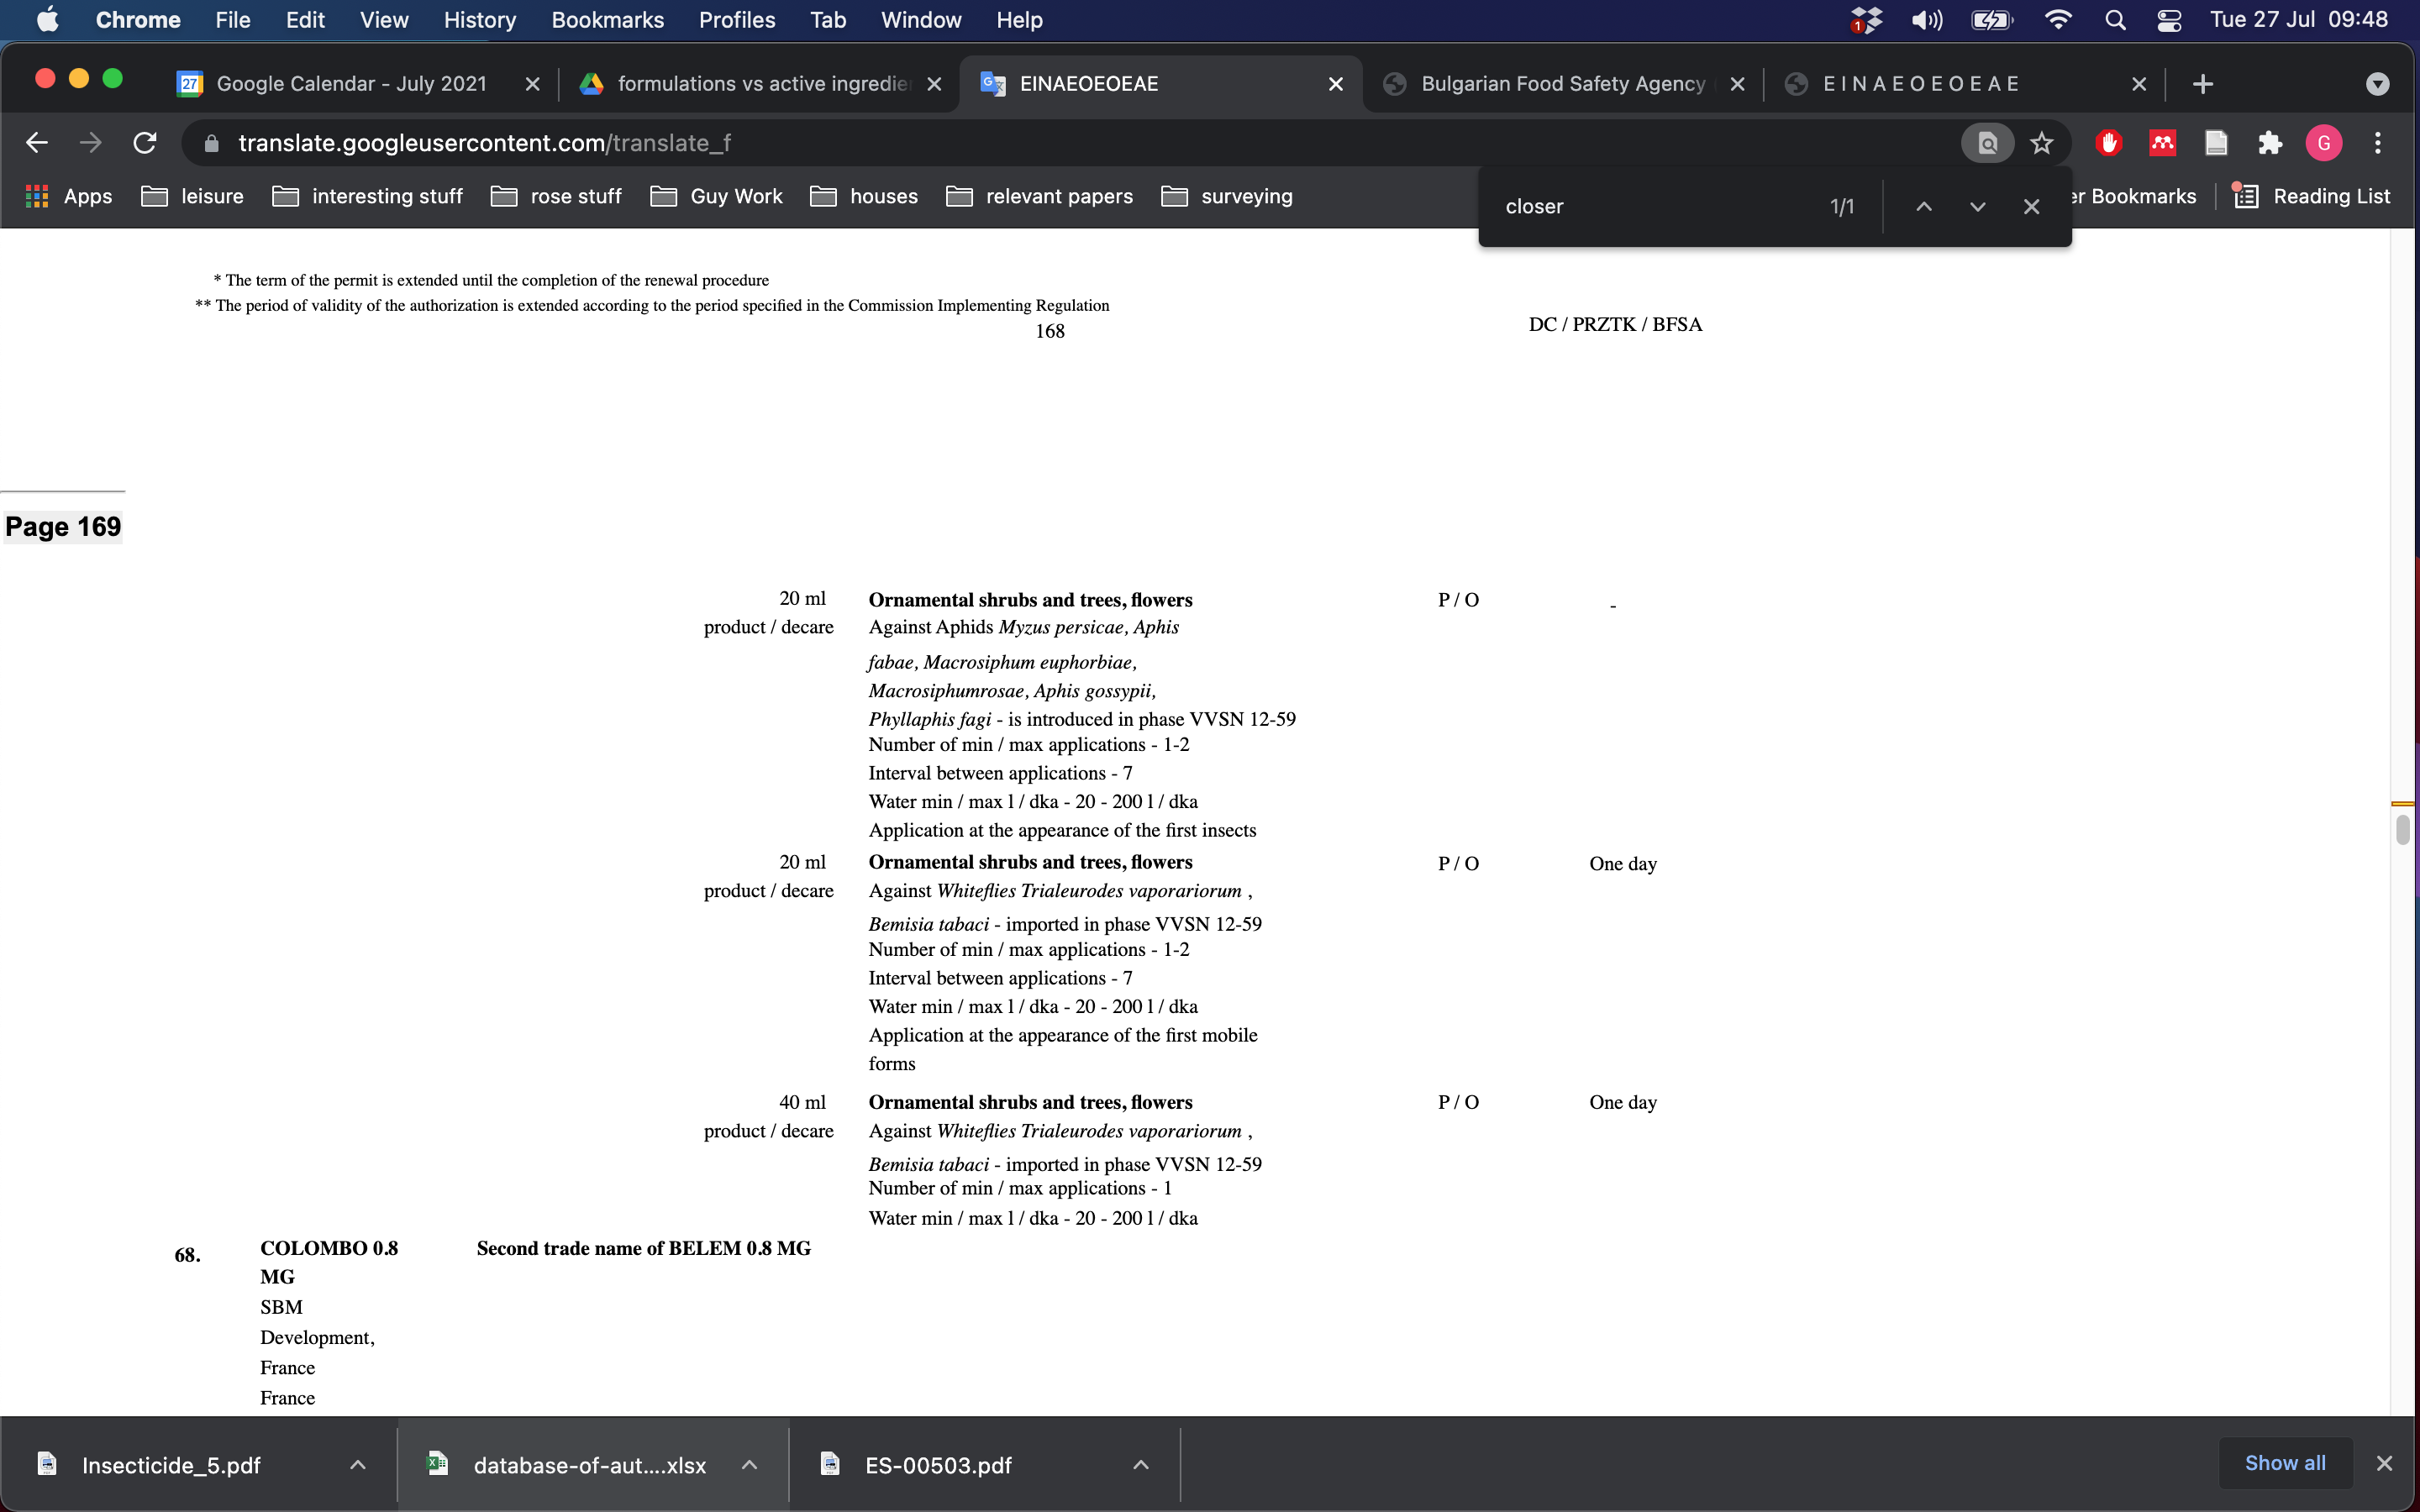 Chrome File Edit View History Bookmarks Profiles Tab Window Help 1 Tue 27 Jul 09:48
27 Google Calendar - July 2021 formulations vs active ingredie EINAEOEOEAE Bulgarian Food Safety Agency E I N A E O E O E A E
translate.googleusercontent.com/translate_f G
Apps leisure interesting stuff rose stuff Guy Work houses relevant papers surveying er Bookmarks Reading List
closer 1/1
* The term of the permit is extended until the completion of the renewal procedure
** The period of validity of the authorization is extended according to the period specified in the Commission Implementing Regulation
168 DC / PRZTK / BFSA
Page 169
20 ml Ornamental shrubs and trees, flowers P / O -
product / decare Against Aphids Myzus persicae, Aphis
fabae, Macrosiphum euphorbiae,
Macrosiphumrosae, Aphis gossypii,
Phyllaphis fagi - is introduced in phase VVSN 12-59
Number of min / max applications - 1-2
Interval between applications - 7
Water min / max l / dka - 20 - 200 l / dka
Application at the appearance of the first insects
20 ml Ornamental shrubs and trees, flowers P / O One day
product / decare Against Whiteflies Trialeurodes vaporariorum ,
Bemisia tabaci - imported in phase VVSN 12-59
Number of min / max applications - 1-2
Interval between applications - 7
Water min / max l / dka - 20 - 200 l / dka
Application at the appearance of the first mobile
forms
40 ml Ornamental shrubs and trees, flowers P / O One day
product / decare Against Whiteflies Trialeurodes vaporariorum ,
Bemisia tabaci - imported in phase VVSN 12-59
Number of min / max applications - 1
Water min / max l / dka - 20 - 200 l / dka
68. COLOMBO 0.8 Second trade name of BELEM 0.8 MG
MG
SBM
Development,
France
France
Insecticide_5.pdf database-of-aut....xlsx ES-00503.pdf Show all